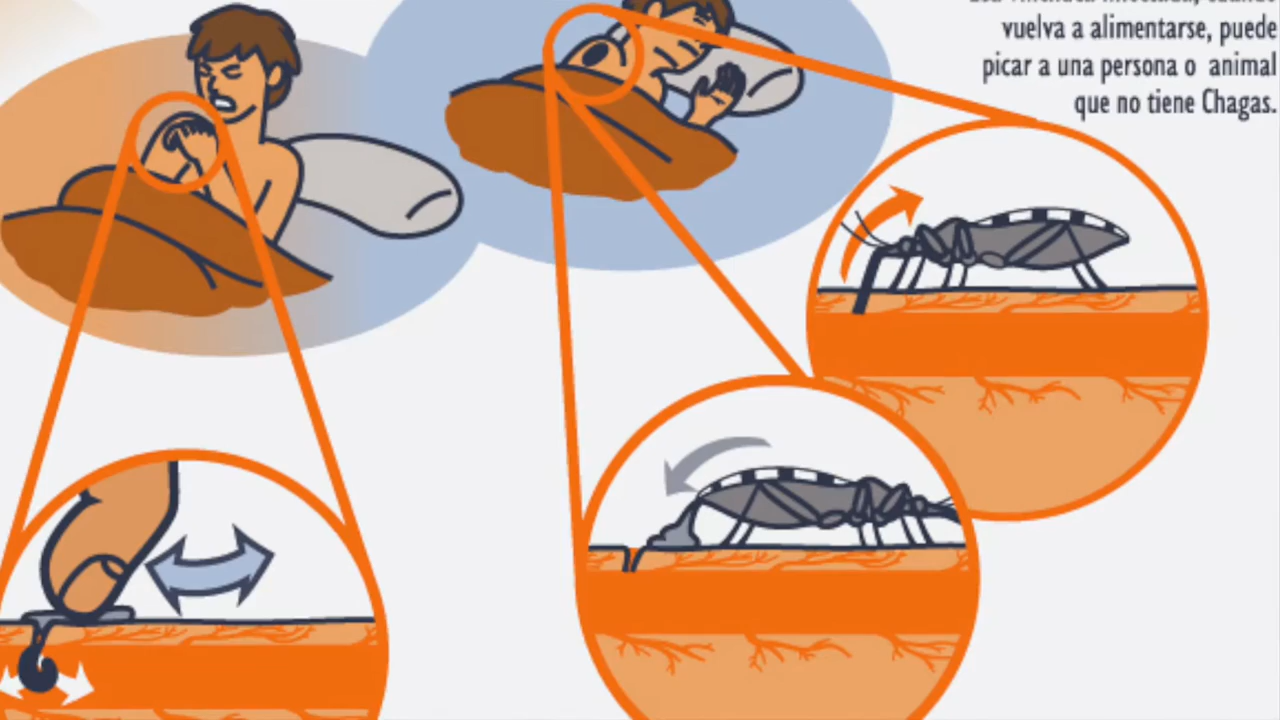 vuelva a alimentarse, puede
picar a una persona o animal
que no tiene Chagas.